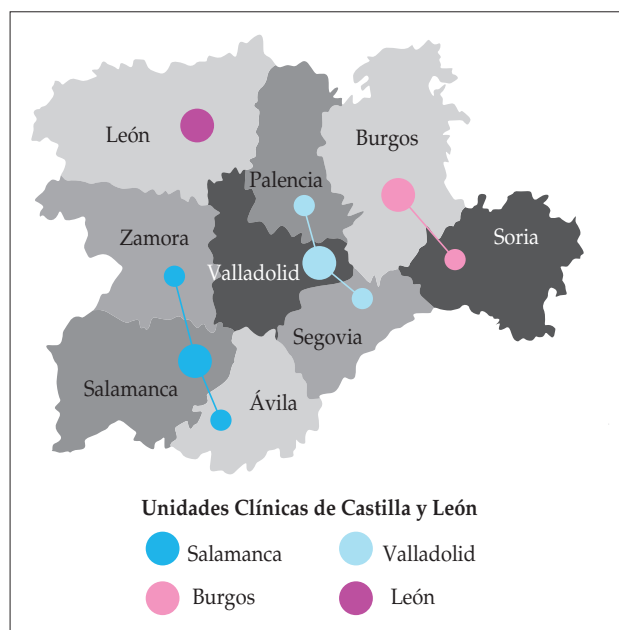 León
Burgos
Palencia
Zamora
Soria
Valladolid
Segovia
Salamanca
Ávila
Unidades Clínicas de Castilla y León
Salamanca
Valladolid
Burgos
León